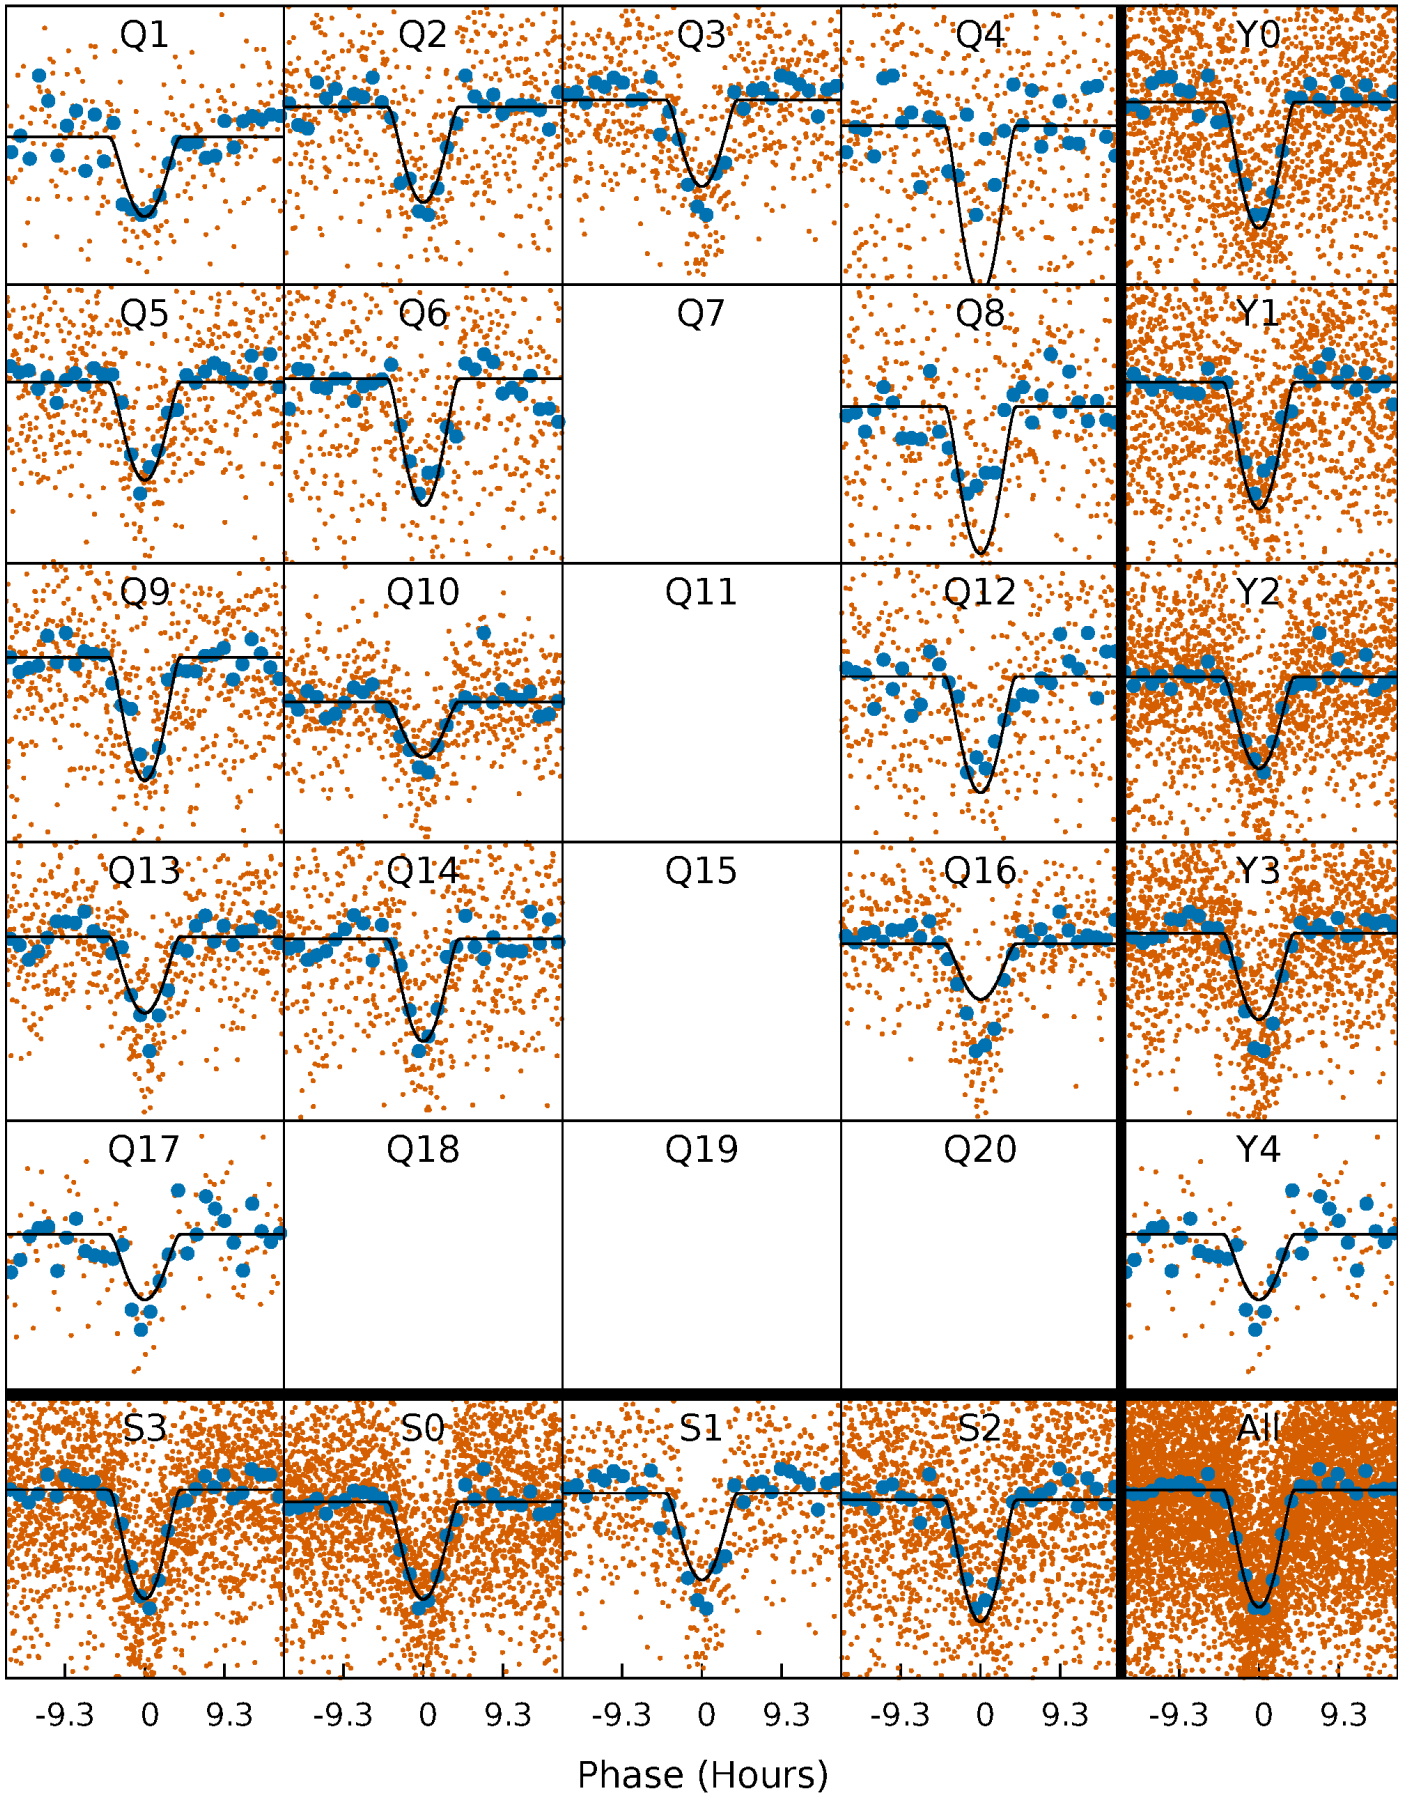 Q1 Q2 Q3 Q4 Y0
Q5 Q6 Q7 Q8 Y1
Q9 Q10 Q11 Q12 Y2
Q13 Q14 Q15 Q16 Y3
Q17 Q18 Q19 Q20 Y4
S3 S0 S1 S2 All
-9.3 0 9.3 -9.3 0 9.3 -9.3 0 9.3 -9.3 0 9.3 -9.3 0 9.3
Phase (Hours)